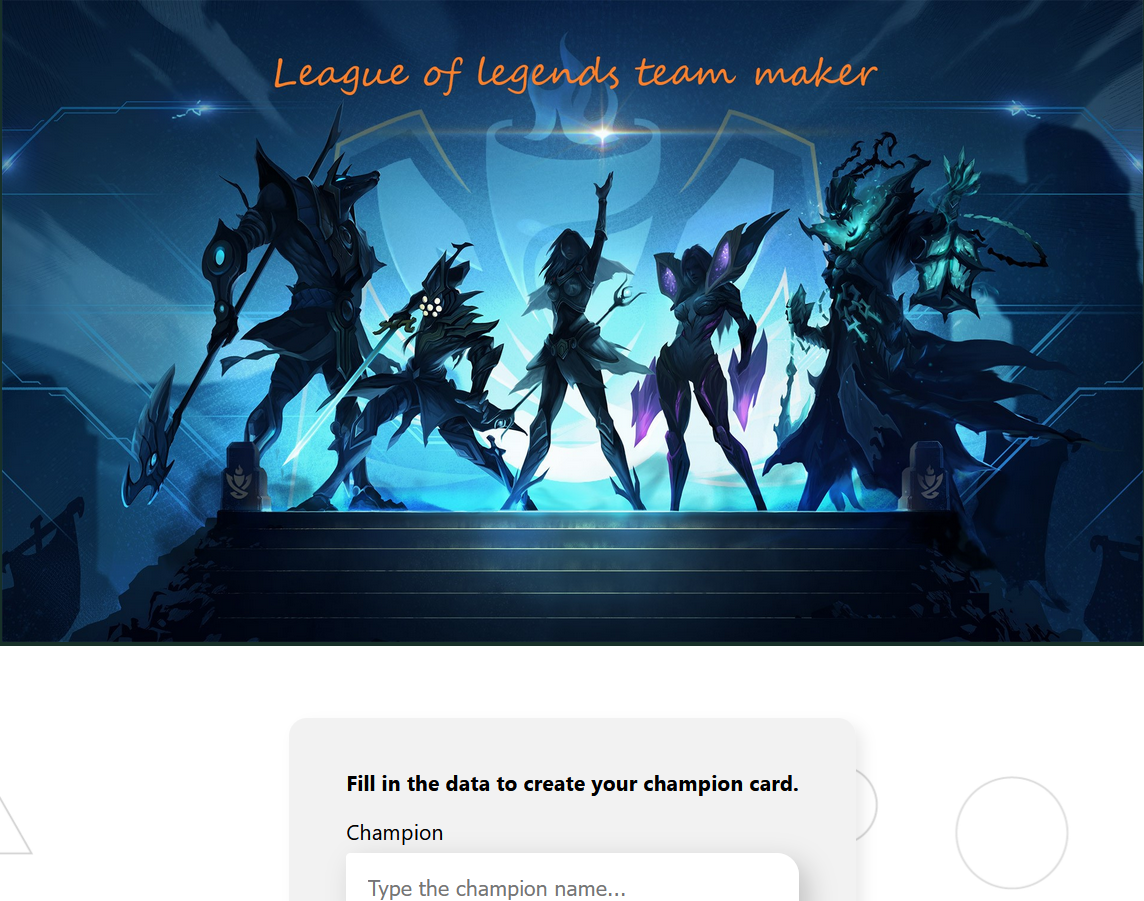 League of legends team maker
Fill in the data to create your champion card.
Champion
Type the champion name...